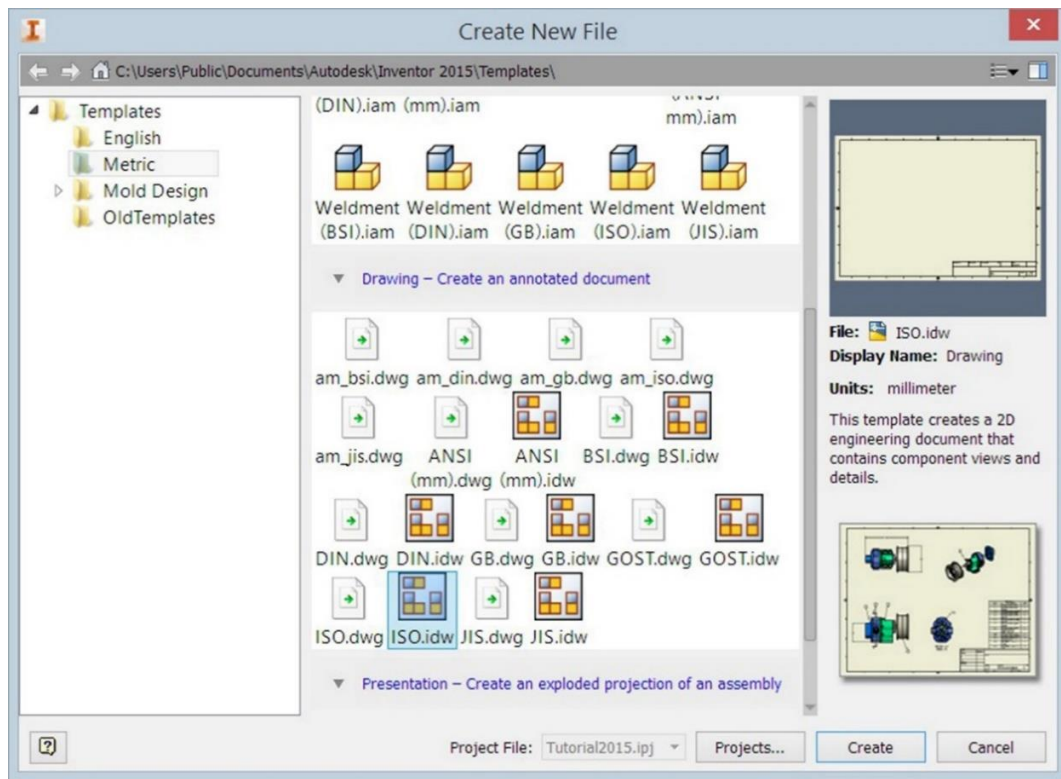 Create New File
C:\Users\Public\Documents\Autodesk\Inventor 2015\Templates\
Templates
English
Metric
Mold Design
OldTemplates
(DIN).iam (mm).iam
mm).iam
Weldment Weldment Weldment Weldment Weldment
(BSI).iam (DIN).iam (GB).iam (ISO).iam (JIS).iam
Drawing – Create an annotated document
am_bsi.dwg am_din.dwg am_gb.dwg am_iso.dwg
am_jis.dwg ANSI ANSI BSI.dwg BSI.idw
(mm).dwg (mm).idw
DIN.dwg DIN.idw GB.dwg GB.idw GOST.dwg GOST.idw
ISO.dwg ISO.idw JIS.dwg JIS.idw
Presentation – Create an exploded projection of an assembly
File: ISO.idw
Display Name: Drawing
Units: millimeter
This template creates a 2D
engineering document that
contains component views and
details.
Project File: Tutorial2015.ipj Projects... Create Cancel